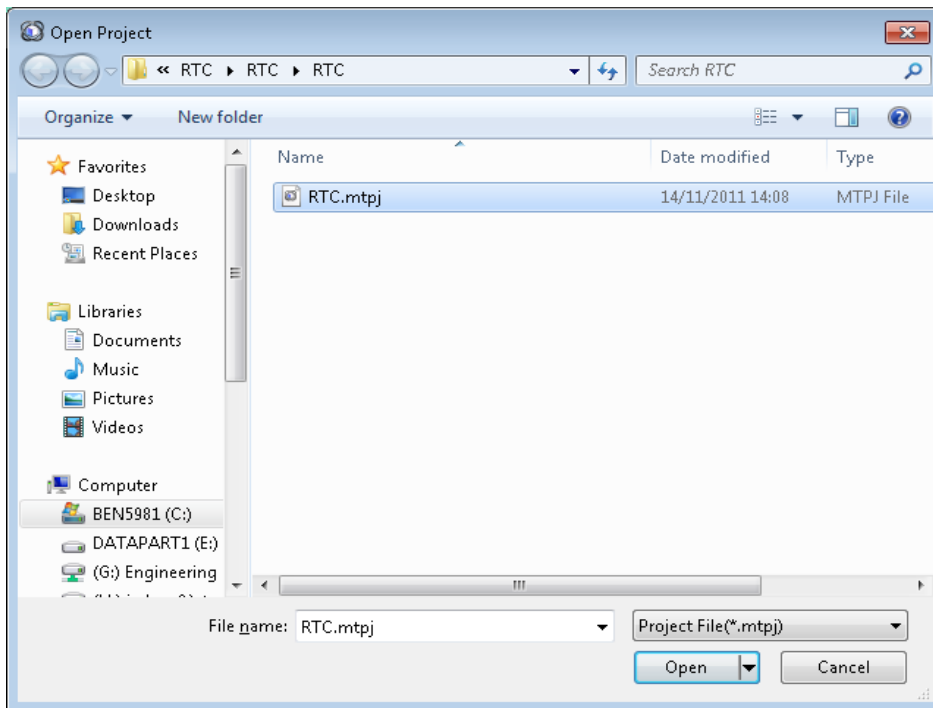 Open Project
« RTC ▸ RTC ▸ RTC
Search RTC
Organize
New folder
Name
Date modified
Type
RTC.mtpj
14/11/2011 14:08
MTPJ File
Favorites
Desktop
Downloads
Recent Places
Libraries
Documents
Music
Pictures
Videos
Computer
BEN5981 (C:)
DATAPART1 (E:)
(G:) Engineering
File name:
RTC.mtpj
Project File(*.mtpj)
Open
Cancel